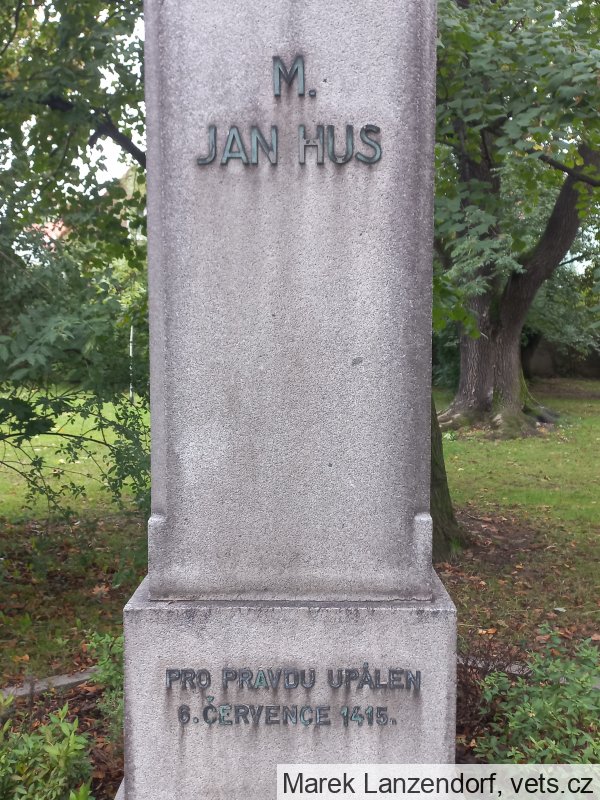 M.
JAN HUS
PRO PRAVDU UPÁLEN
6. ČERVENCE 1415.
Marek Lanzendorf, vets.cz